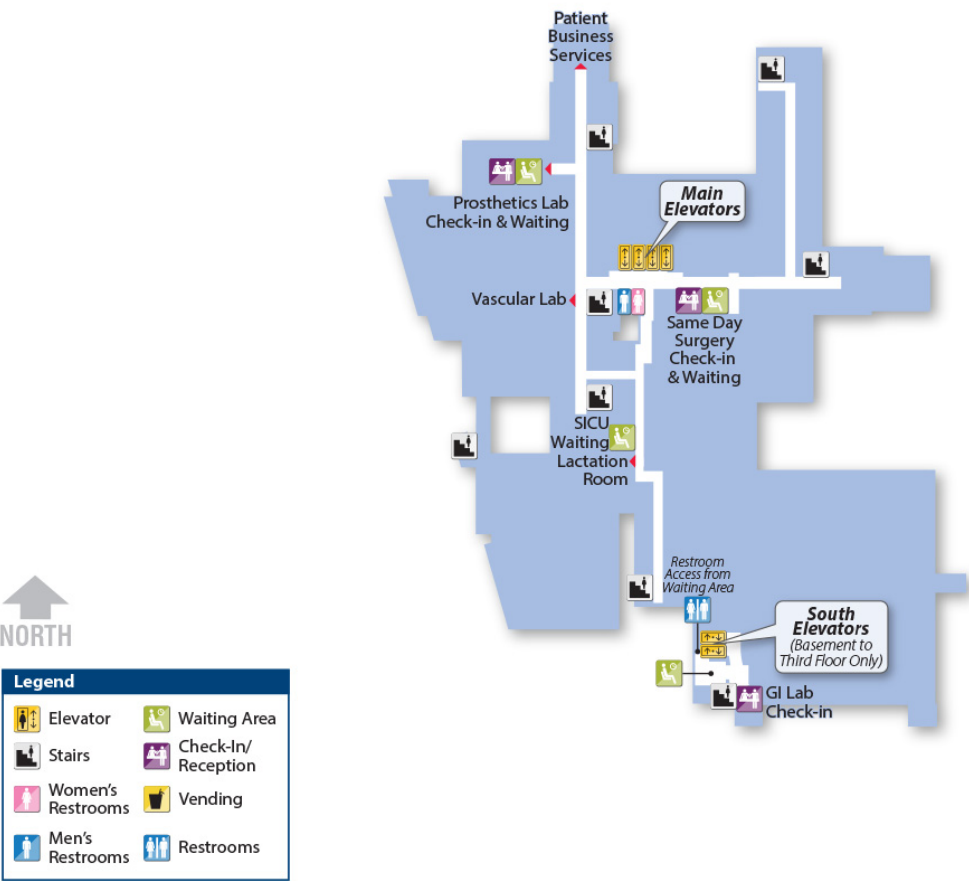 Patient
Business
Services
Prosthetics Lab
Check-in & Waiting
Main
Elevators
Vascular Lab
Same Day
Surgery
Check-in
& Waiting
SICU
Waiting
Lactation
Room
Restroom
Access from
Waiting Area
South
Elevators
(Basement to
Third Floor Only)
GI Lab
Check-in
NORTH
Legend
Elevator
Waiting Area
Stairs
Check-In/
Reception
Women's
Restrooms
Vending
Men's
Restrooms
Restrooms